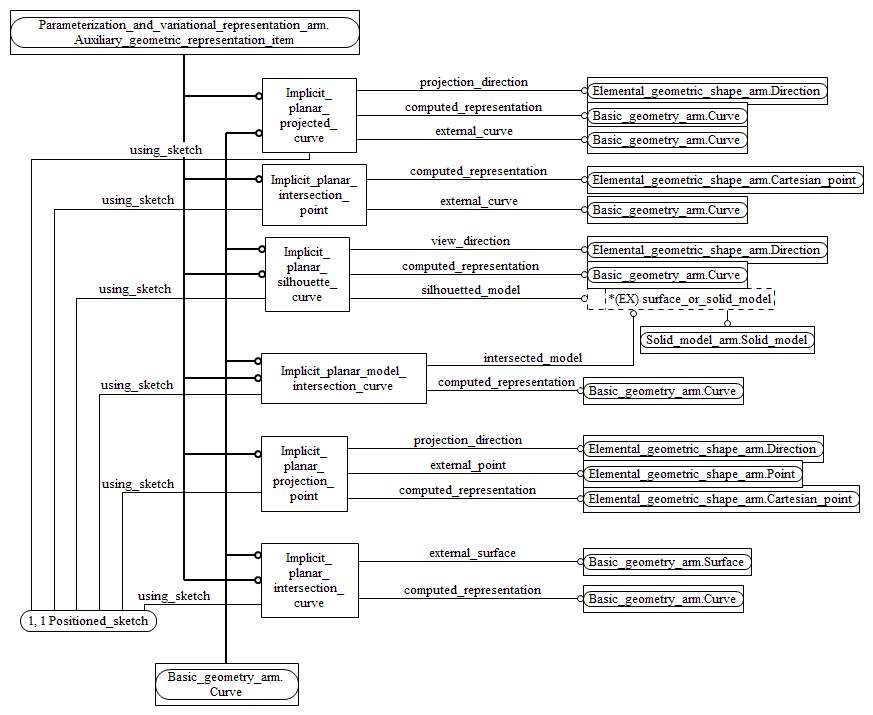 Parameterization_and_variational_representation_arm.
Auxiliary_geometric_representation_item
Implicit_
planar_
projected_
curve
projection_direction
Elemental_geometric_shape_arm.Direction
computed_representation
Basic_geometry_arm.Curve
external_curve
Basic_geometry_arm.Curve
using_sketch
Implicit_planar_
intersection_
point
computed_representation
Elemental_geometric_shape_arm.Cartesian_point
external_curve
Basic_geometry_arm.Curve
using_sketch
Implicit_
planar_
silhouette_
curve
view_direction
Elemental_geometric_shape_arm.Direction
computed_representation
Basic_geometry_arm.Curve
silhouetted_model
*(EX) surface_or_solid_model
using_sketch
Solid_model_arm.Solid_model
Implicit_planar_model_
intersection_curve
intersected_model
computed_representation
Basic_geometry_arm.Curve
using_sketch
Implicit_
planar_
projection_
point
projection_direction
Elemental_geometric_shape_arm.Direction
external_point
Elemental_geometric_shape_arm.Point
computed_representation
Elemental_geometric_shape_arm.Cartesian_point
using_sketch
Implicit_
planar_
intersection_
curve
external_surface
Basic_geometry_arm.Surface
computed_representation
Basic_geometry_arm.Curve
using_sketch
1, 1 Positioned_sketch
Basic_geometry_arm.
Curve